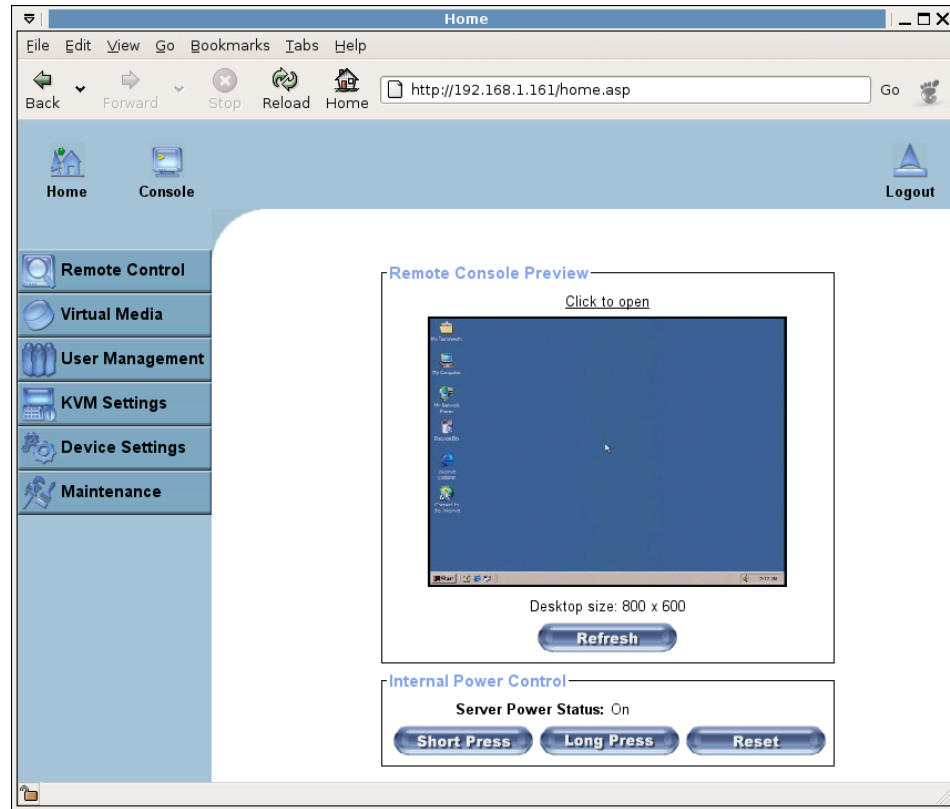 Home
File Edit View Go Bookmarks Tabs Help
Back Forward Stop Reload Home http://192.168.1.161/home.asp Go
Home Console Logout
Remote Control
Virtual Media
User Management
KVM Settings
Device Settings
Maintenance
Remote Console Preview
Click to open
My Computer
Start
Desktop size: 800 x 600
Refresh
Internal Power Control
Server Power Status: On
Short Press Long Press Reset